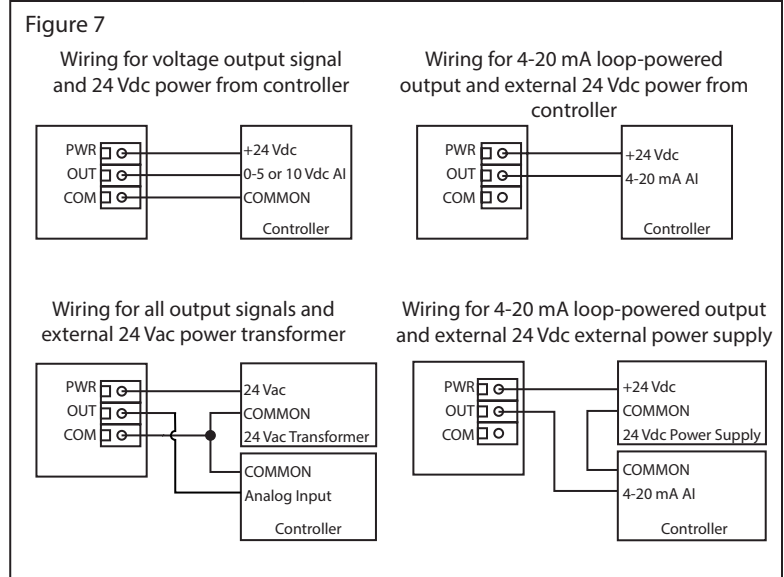 Figure 7
Wiring for voltage output signal
and 24 Vdc power from controller
PWR
OUT
COM
+24 Vdc
0-5 or 10 Vdc AI
COMMON
Controller
Wiring for 4-20 mA loop-powered
output and external 24 Vdc power from
controller
PWR
OUT
COM
+24 Vdc
4-20 mA AI
Controller
Wiring for all output signals and
external 24 Vac power transformer
PWR
OUT
COM
24 Vac
COMMON
24 Vac Transformer
COMMON
Analog Input
Controller
Wiring for 4-20 mA loop-powered output
and external 24 Vdc external power supply
PWR
OUT
COM
+24 Vdc
COMMON
24 Vdc Power Supply
COMMON
4-20 mA AI
Controller